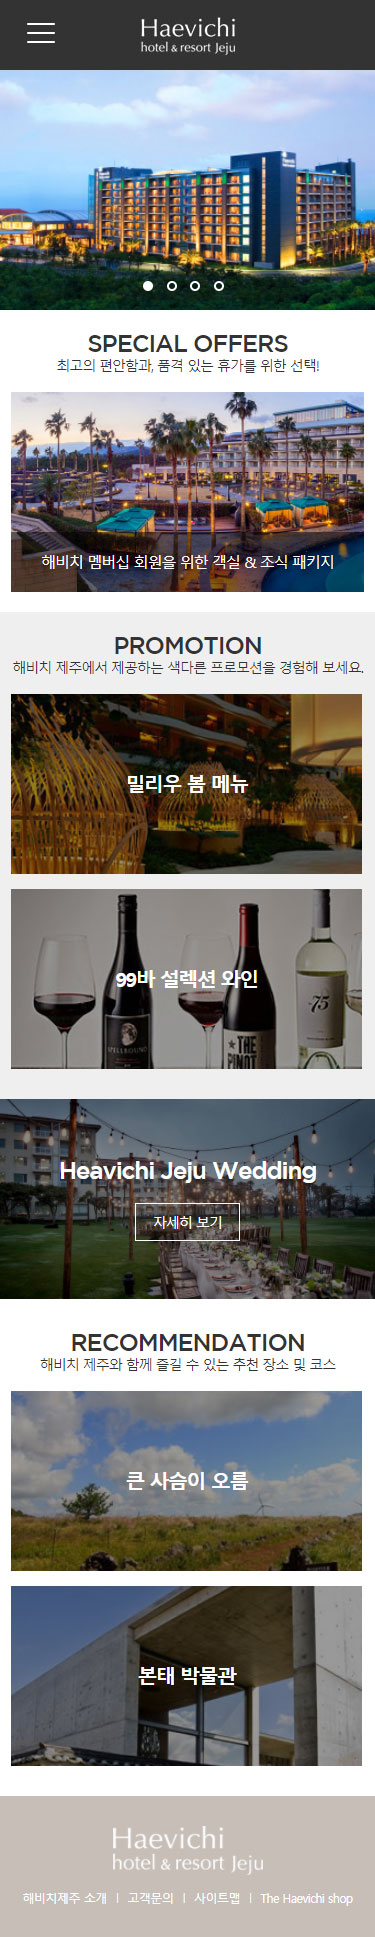 Haevichi
hotel & resort Jeju
SPECIAL OFFERS
최고의 편안함과, 품격 있는 휴가를 위한 선택!
해비치 멤버십 회원을 위한 객실 & 조식 패키지
PROMOTION
해비치 제주에서 제공하는 색다른 프로모션을 경험해 보세요.
밀리우 봄 메뉴
99바 설렉션 와인
SPELLBOUND
THE
PINOT
75
Heavichi Jeju Wedding
자세히 보기
RECOMMENDATION
해비치 제주와 함께 즐길 수 있는 추천 장소 및 코스
큰 사슴이 오름
본태 박물관
Haevichi
hotel & resort Jeju
해비치제주 소개 | 고객문의 | 사이트맵 | The Haevichi shop